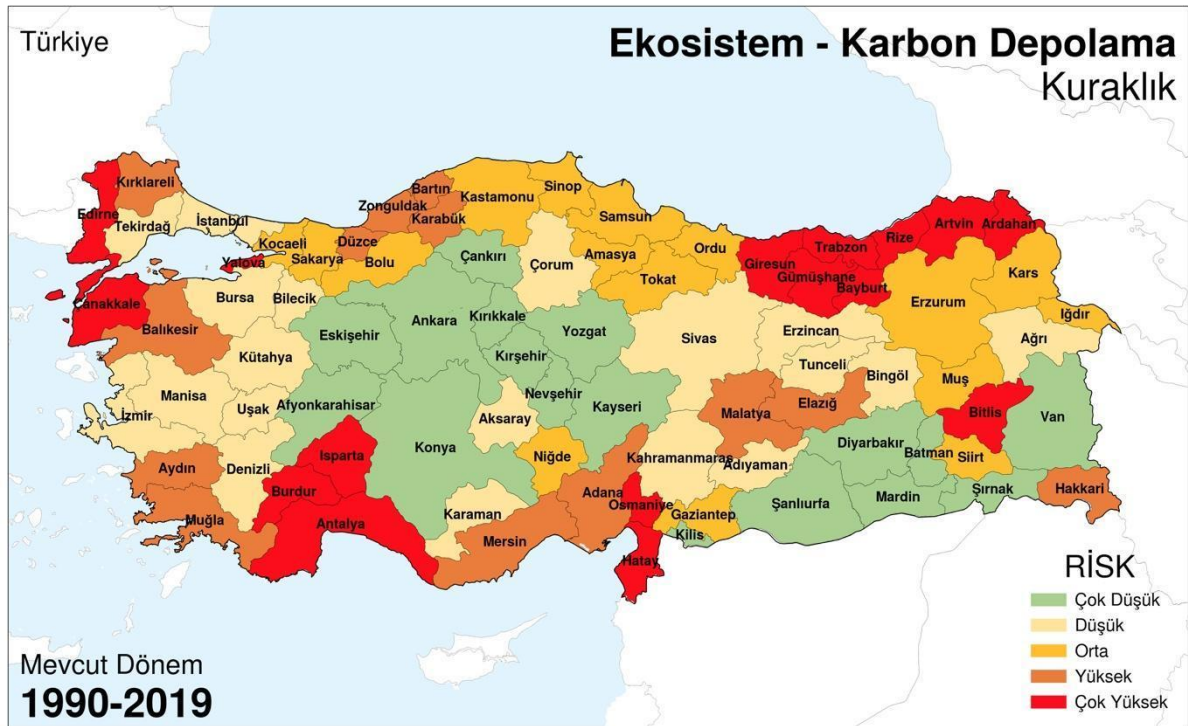 Türkiye
Ekosistem - Karbon Depolama
Kuraklık
Kırklareli
Edirne
Tekirdağ
İstanbul
Kocaeli
Yalova
Sakarya
Düzce
Bolu
Zonguldak
Bartın
Karabük
Kastamonu
Sinop
Samsun
Çankırı
Çorum
Amasya
Ordu
Tokat
Giresun
Trabzon
Rize
Artvin
Ardahan
Gümüşhane
Bayburt
Kars
Erzurum
Iğdır
Ağrı
Çanakkale
Balıkesir
Bursa
Bilecik
Eskişehir
Ankara
Kırıkkale
Yozgat
Sivas
Erzincan
Tunceli
Bingöl
Muş
Kütahya
Manisa
İzmir
Uşak
Afyonkarahisar
Kırşehir
Nevşehir
Kayseri
Aksaray
Malatya
Elazığ
Bitlis
Van
Konya
Niğde
Kahramanmaraş
Adıyaman
Diyarbakır
Batman
Siirt
Aydın
Denizli
Isparta
Burdur
Antalya
Muğla
Karaman
Mersin
Adana
Osmaniye
Gaziantep
Kilis
Hatay
Şanlıurfa
Mardin
Şırnak
Hakkari
RİSK
Çok Düşük
Düşük
Orta
Yüksek
Çok Yüksek
Mevcut Dönem
1990-2019